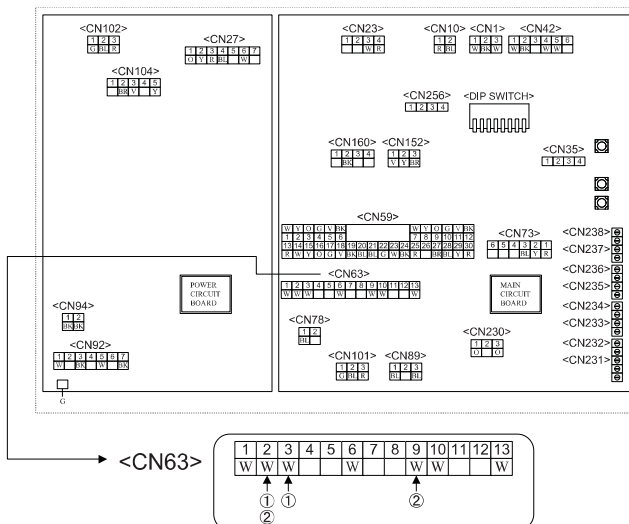 <CN102>
1 2 3
G BL R
<CN27>
1 2 3 4 5 6 7
O Y R BL W
<CN104>
1 2 3 4 5
BR V Y
<CN94>
1 2
BK BK
<CN92>
1 2 3 4 5 6 7
W BK W BK
G
POWER
CIRCUIT
BOARD
<CN23>
1 2 3 4
W R
<CN10>
1 2
R BL
<CN1>
1 2 3
W BK W
<CN42>
1 2 3 4 5 6
W BK BK W
<CN256>
1 2 3 4
<DIP SWITCH>
<CN160>
1 2 3 4
BK
<CN152>
1 2 3
V Y BR
<CN35>
1 2 3 4
<CN59>
W Y O G V BK W Y O G V BK
1 2 3 4 5 6 7 8 9 10 11 12
13 14 15 16 17 18 19 20 21 22 23 24 25 26 27 28 29 30
R W Y O G V BK BL BL G W BK R BR BL Y R
<CN73>
6 5 4 3 2 1
BL Y R
<CN63>
1 2 3 4 5 6 7 8 9 10 11 12 13
W W W W W W W
MAIN
CIRCUIT
BOARD
<CN78>
1 2
BL
<CN230>
1 2 3
O O
<CN101>
1 2 3
G BL R
<CN89>
1 2 3
BL BL
<CN238>
<CN237>
<CN236>
<CN235>
<CN234>
<CN233>
<CN232>
<CN231>
<CN63>
1 2 3 4 5 6 7 8 9 10 11 12 13
W W W W W W W
① ① ②
②